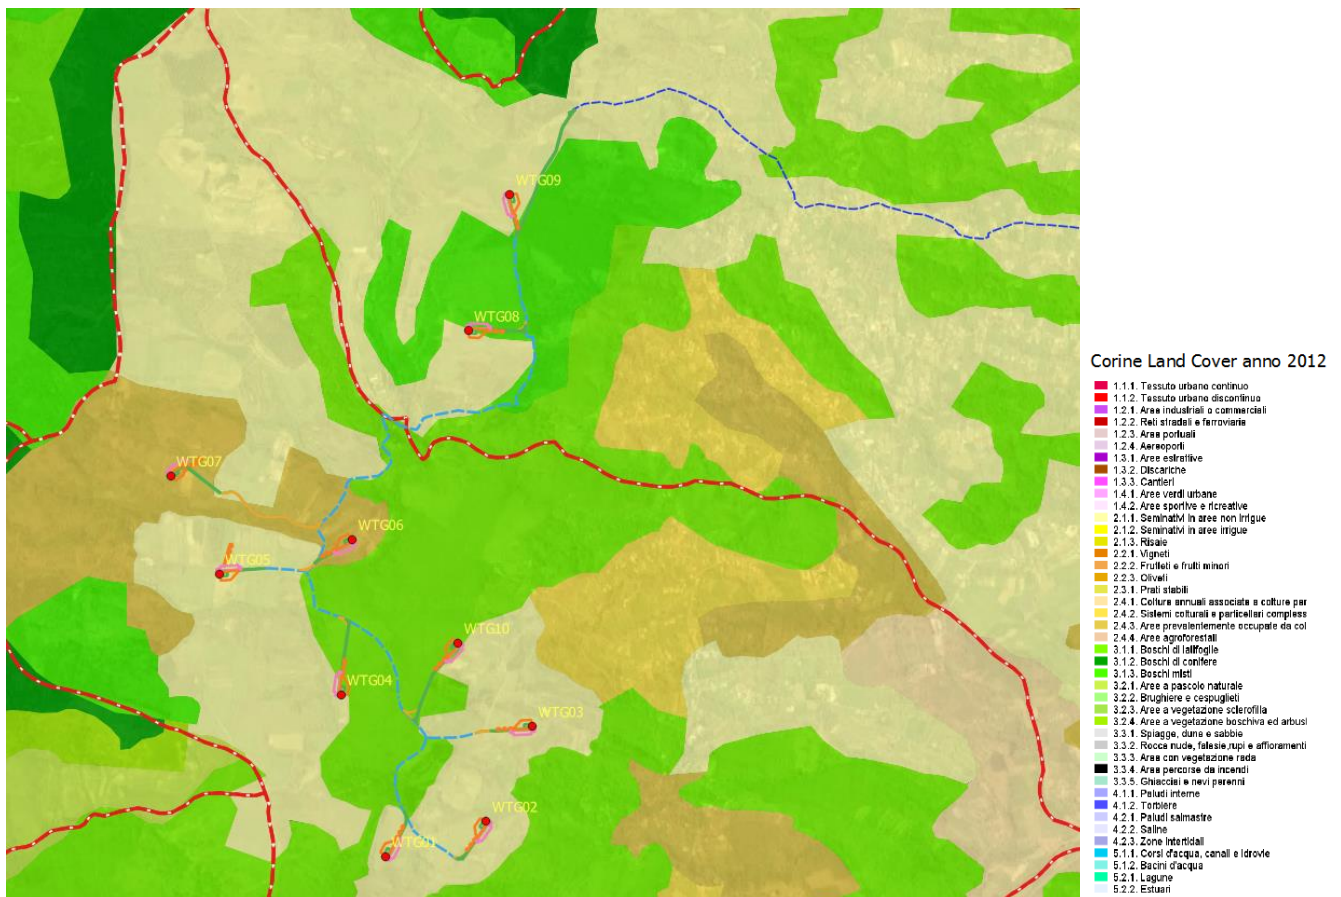 WTG09
WTG08
WTG07
WTG06
WTG05
WTG10
WTG04
WTG03
WTG02
WTG01
Corine Land Cover anno 2012
1.1.1. Tessuto urbano continuo
1.1.2. Tessuto urbano discontinuo
1.2.1. Aree industriali o commerciali
1.2.2. Reti stradali e ferroviarie
1.2.3. Aree portuali
1.2.4. Aereoporti
1.3.1. Aree estrattive
1.3.2. Discariche
1.3.3. Cantieri
1.4.1. Aree verdi urbane
1.4.2. Aree sportive e ricreative
2.1.1. Seminativi in aree non irrigue
2.1.2. Seminativi in aree irrigue
2.1.3. Risaie
2.2.1. Vigneti
2.2.2. Frutteti e frutti minori
2.2.3. Oliveti
2.3.1. Prati stabili
2.4.1. Colture annuali associate a colture per
2.4.2. Sistemi colturali e particellari compless
2.4.3. Aree prevalentemente occupate da col
2.4.4. Aree agroforestali
3.1.1. Boschi di latifoglie
3.1.2. Boschi di conifere
3.1.3. Boschi misti
3.2.1. Aree a pascolo naturale
3.2.2. Brughiere e cespuglieti
3.2.3. Aree a vegetazione sclerofilla
3.2.4. Aree a vegetazione boschiva ed arbust
3.3.1. Spiagge, dune e sabbie
3.3.2. Rocce nude, falesie,rupi e affioramenti
3.3.3. Aree con vegetazione rada
3.3.4. Aree percorse da incendi
3.3.5. Ghiacciai e nevi perenni
4.1.1. Paludi interne
4.1.2. Torbiere
4.2.1. Paludi salmastre
4.2.2. Saline
4.2.3. Zone intertidali
5.1.1. Corsi d'acqua, canali e idrovie
5.1.2. Bacini d'acqua
5.2.1. Lagune
5.2.2. Estuari